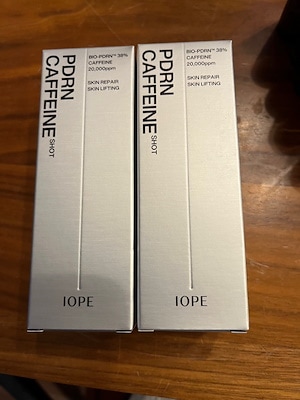 PDRN
CAFFEINE SHOT
BIO-PDRN™ 38%
CAFFEINE
20,000ppm
SKIN REPAIR
SKIN LIFTING
IOPE
PDRN
CAFFEINE SHOT
BIO-PDRN™ 38%
CAFFEINE
20,000ppm
SKIN REPAIR
SKIN LIFTING
IOPE